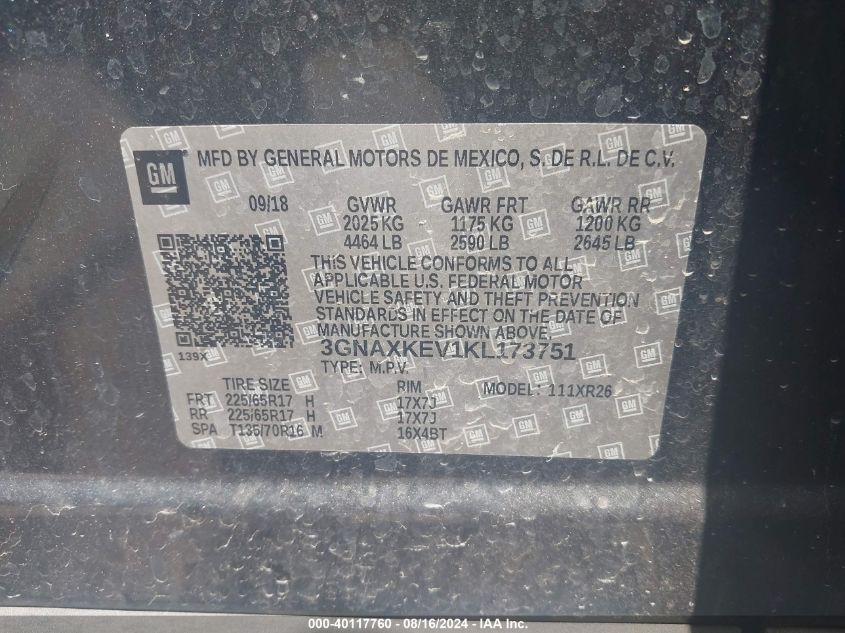 GM
MFD BY GENERAL MOTORS DE MEXICO, S. DE R.L. DE C.V.
09/18 GVWR GAWR FRT GAWR RR
2025 KG 1175 KG 1200 KG
4464 LB 2590 LB 2645 LB
THIS VEHICLE CONFORMS TO ALL
APPLICABLE U.S. FEDERAL MOTOR
VEHICLE SAFETY AND THEFT PREVENTION
STANDARDS IN EFFECT ON THE DATE OF
MANUFACTURE SHOWN ABOVE.
139X 3GNAXKEV1KL173751
TYPE: M.P.V.
TIRE SIZE RIM MODEL: 111XR26
FRT 225/65R17 H 17X7J
RR 225/65R17 H 17X7J
SPA T135/70R16 M 16X4BT
000-40117760 - 08/16/2024 - IAA Inc.